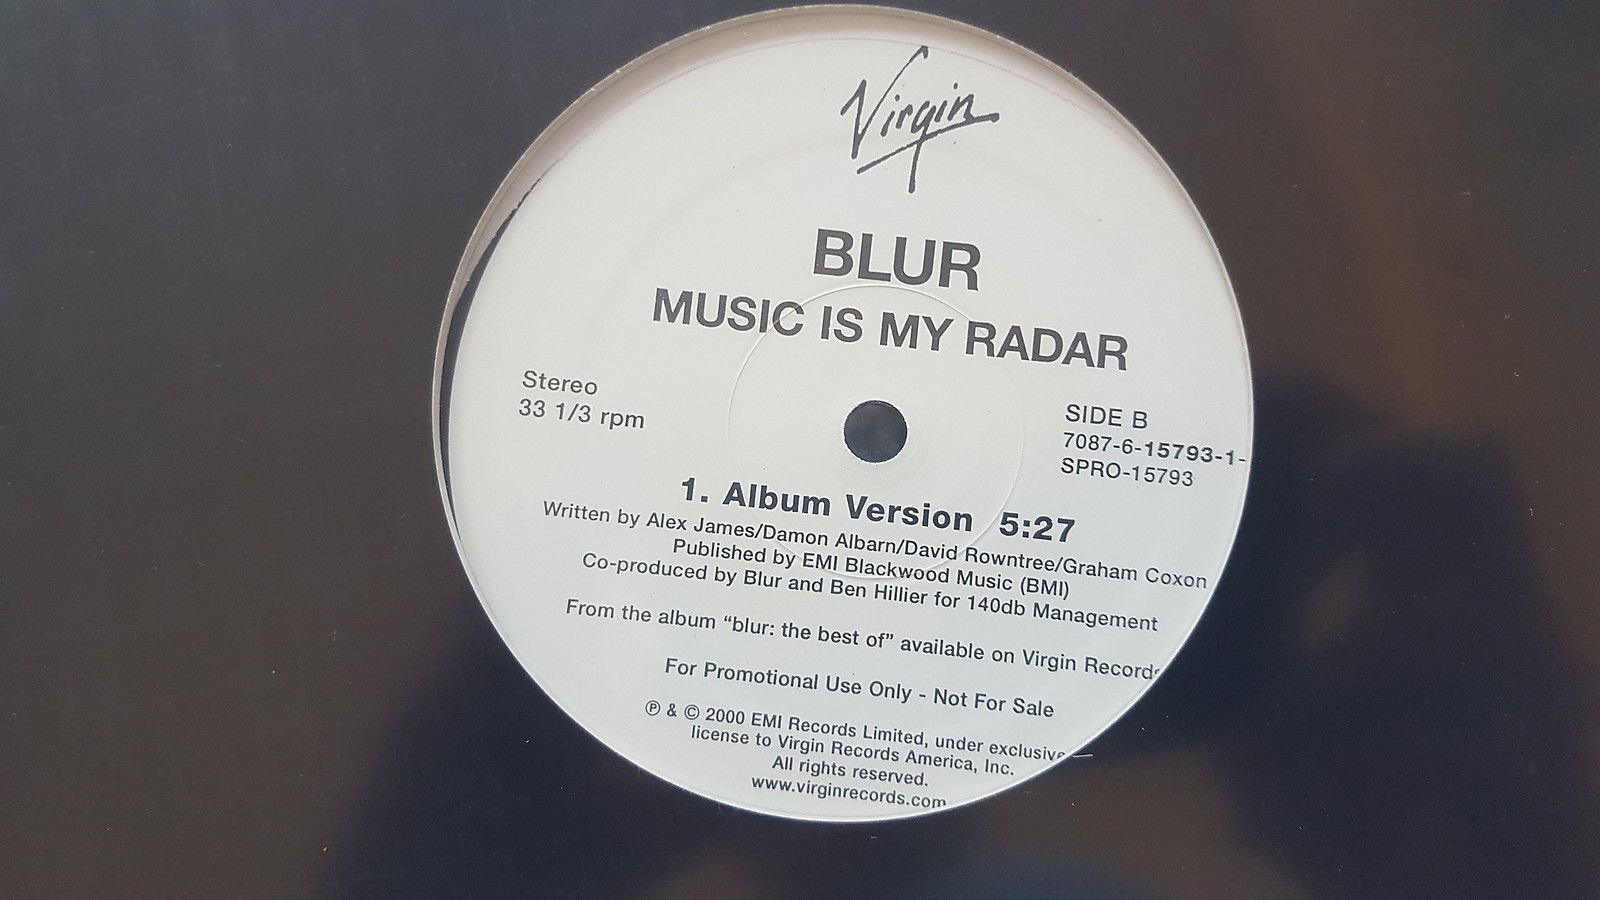 Virgin
BLUR
MUSIC IS MY RADAR
Stereo
33 1/3 rpm
SIDE B
7087-6-15793-1-
SPRO-15793
1. Album Version 5:27
Written by Alex James/Damon Albarn/David Rowntree/Graham Coxon
Published by EMI Blackwood Music (BMI)
Co-produced by Blur and Ben Hillier for 140db Management
From the album “blur: the best of” available on Virgin Records
For Promotional Use Only - Not For Sale
℗ & © 2000 EMI Records Limited, under exclusive
license to Virgin Records America, Inc.
All rights reserved.
www.virginrecords.com